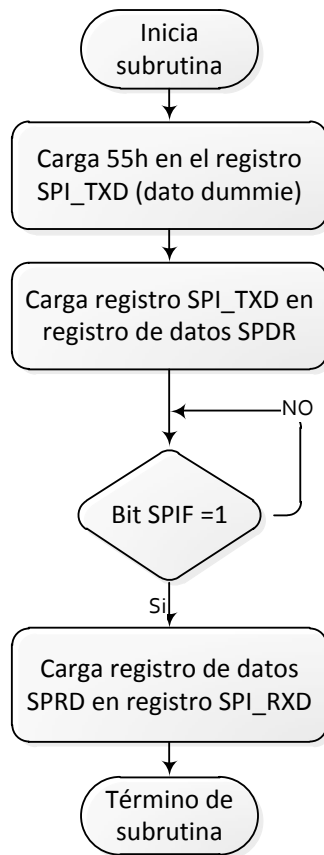 Inicia
subrutina
Carga 55h en el registro
SPI_TXD (dato dummie)
Carga registro SPI_TXD en
registro de datos SPDR
NO
Bit SPIF =1
Si
Carga registro de datos
SPRD en registro SPI_RXD
Término de
subrutina